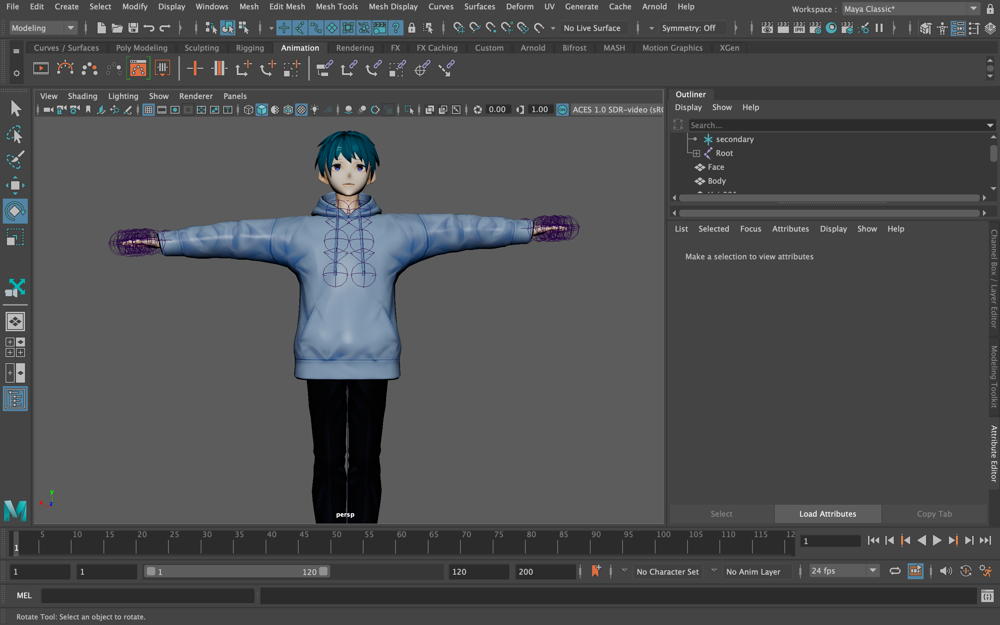 File Edit Create Select Modify Display Windows Mesh Edit Mesh Mesh Tools Mesh Display Curves Surfaces Deform UV Generate Cache Arnold Help
Workspace : Maya Classic*
Modeling
No Live Surface
Symmetry: Off
IPR
Curves / Surfaces Poly Modeling Sculpting Rigging Animation Rendering FX FX Caching Custom Arnold Bifrost MASH Motion Graphics XGen
View Shading Lighting Show Renderer Panels
0.00 1.00 ON ACES 1.0 SDR-video (sR
Outliner
Display Show Help
Search...
secondary
Root
Face
Body
List Selected Focus Attributes Display Show Help
Make a selection to view attributes
Channel Box / Layer Editor
Modeling Toolkit
Attribute Editor
y
x z
persp
Select Load Attributes Copy Tab
5 10 15 20 25 30 35 40 45 50 55 60 65 70 75 80 85 90 95 100 105 110 115 12
1
1
1 1 1 120 120 200 No Character Set No Anim Layer 24 fps
MEL
Rotate Tool: Select an object to rotate.